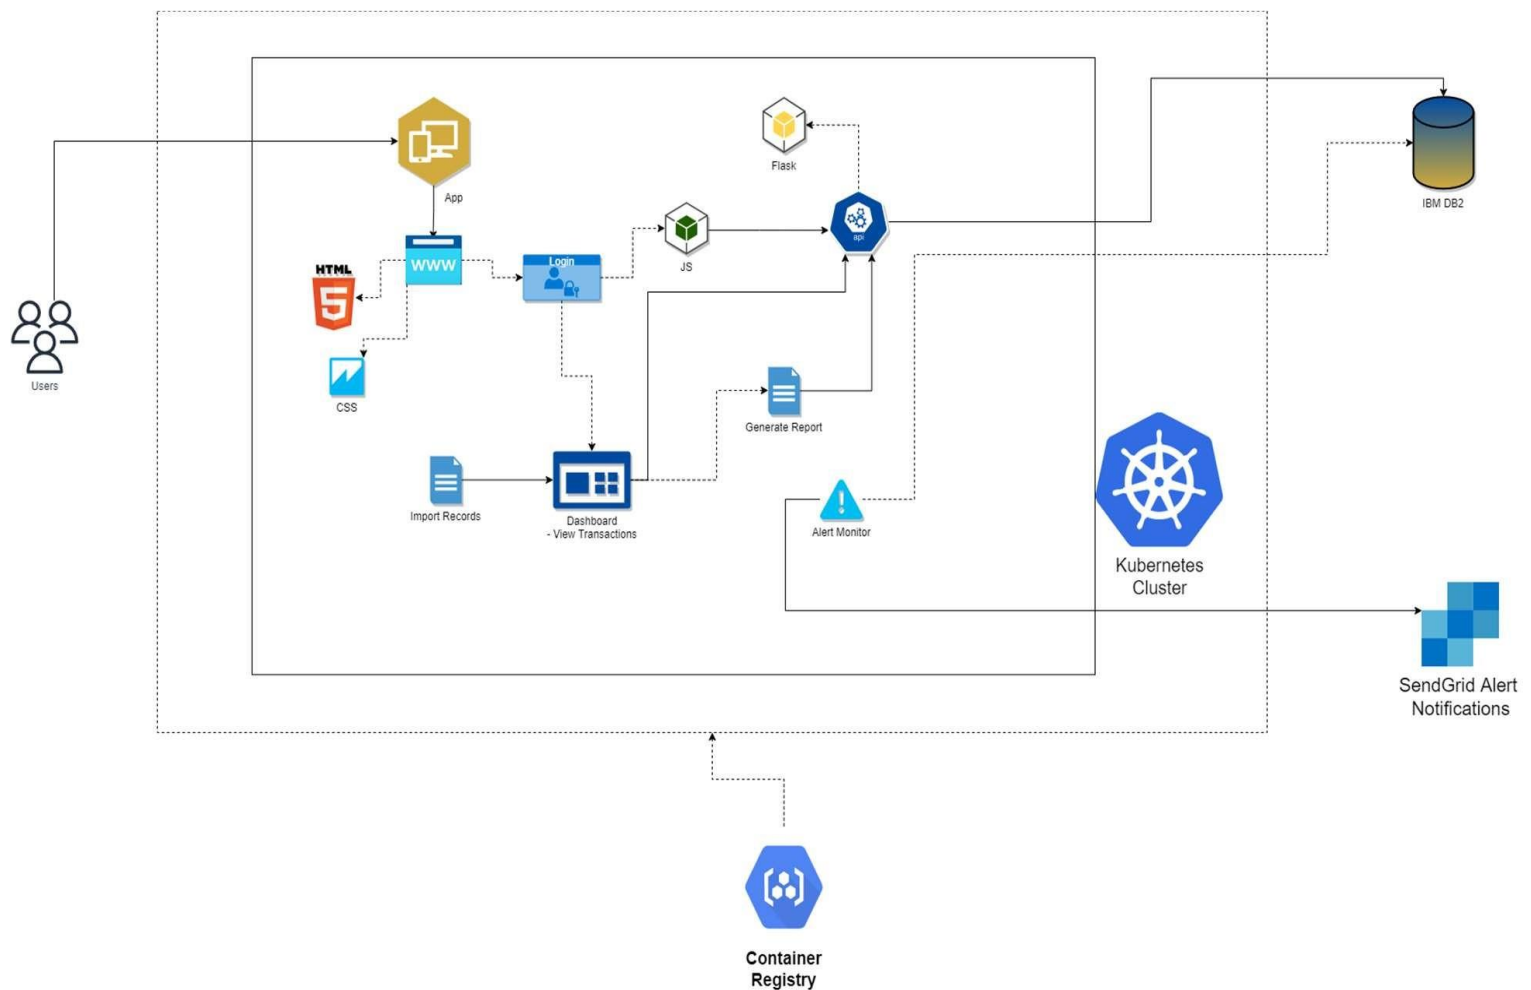 App
Flask
api
IBM DB2
WWW
Login
JS
HTML
5
Users
CSS
Generate Report
Import Records
Dashboard
- View Transactions
Alert Monitor
Kubernetes
Cluster
SendGrid Alert
Notifications
Container
Registry